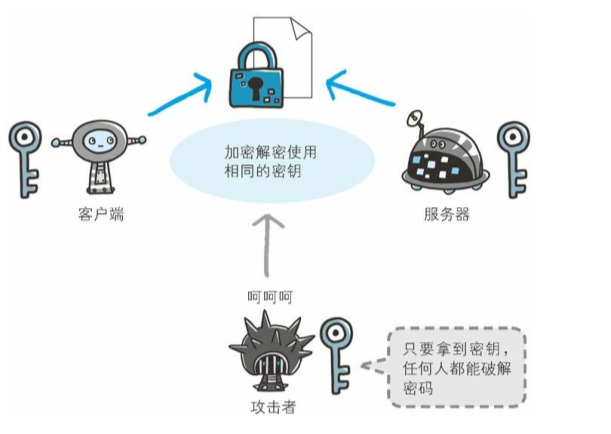 加密解密使用
相同的密钥
客户端
服务器
呵呵呵
只要拿到密钥，
任何人都能破解
密码
攻击者